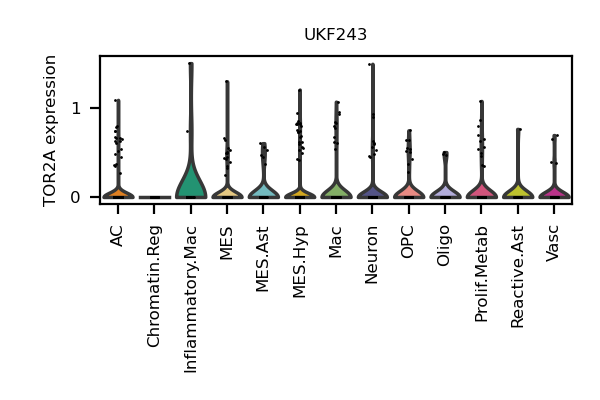 UKF243
TOR2A expression
1
0
AC
Chromatin.Reg
Inflammatory.Mac
MES
MES.Ast
MES.Hyp
Mac
Neuron
OPC
Oligo
Prolif.Metab
Reactive.Ast
Vasc